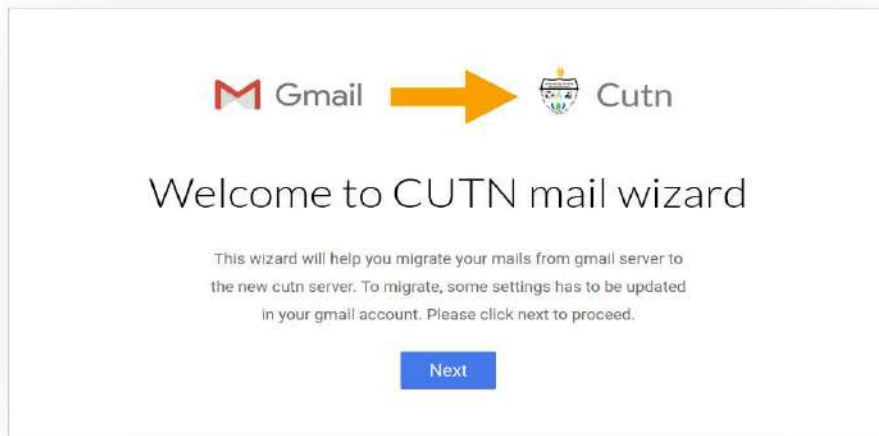 Gmail Cutn
Welcome to CUTN mail wizard
This wizard will help you migrate your mails from gmail server to
the new cutn server. To migrate, some settings has to be updated
in your gmail account. Please click next to proceed.
Next